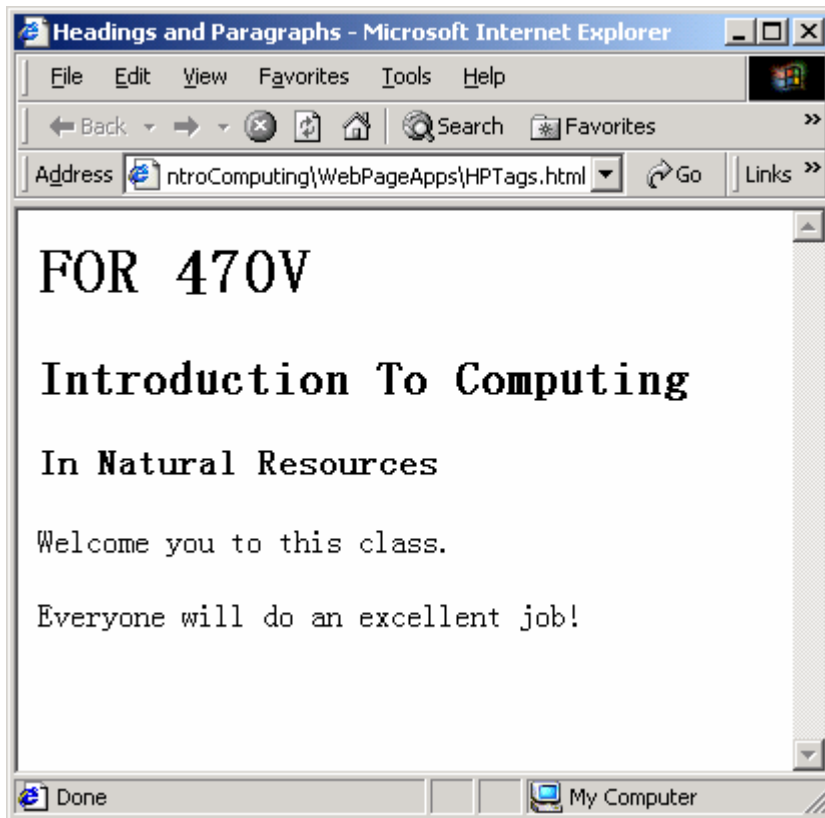 Headings and Paragraphs - Microsoft Internet Explorer
File Edit View Favorites Tools Help
Back Search Favorites »
Address ntroComputing\WebPageApps\HPTags.html Go Links »
FOR 470V
Introduction To Computing
In Natural Resources
Welcome you to this class.
Everyone will do an excellent job!
Done My Computer